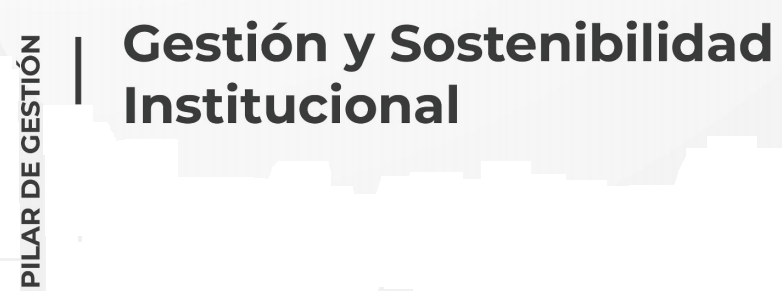 PILAR DE GESTIÓN
Gestión y Sostenibilidad
Institucional